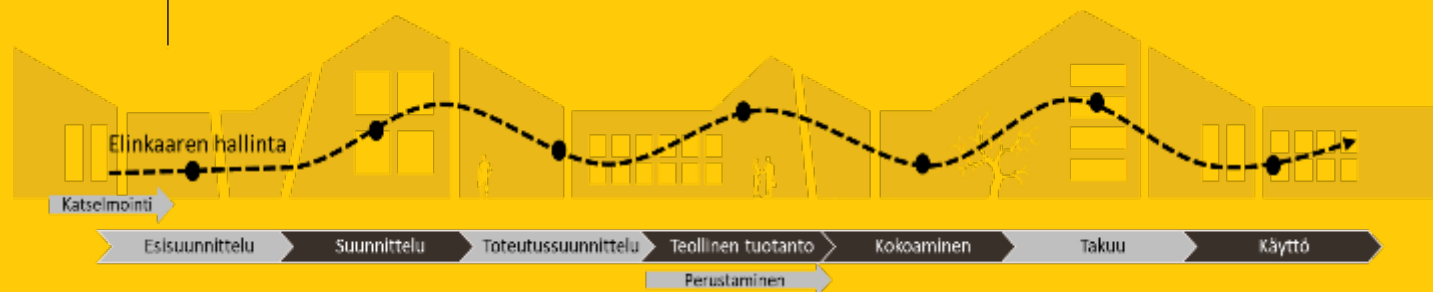 Elinkaaren hallinta
Katselmointi
Esisuunnittelu
Suunnittelu
Toteutussuunnittelu
Teollinen tuotanto
Kokoaminen
Takuu
Käyttö
Perustaminen